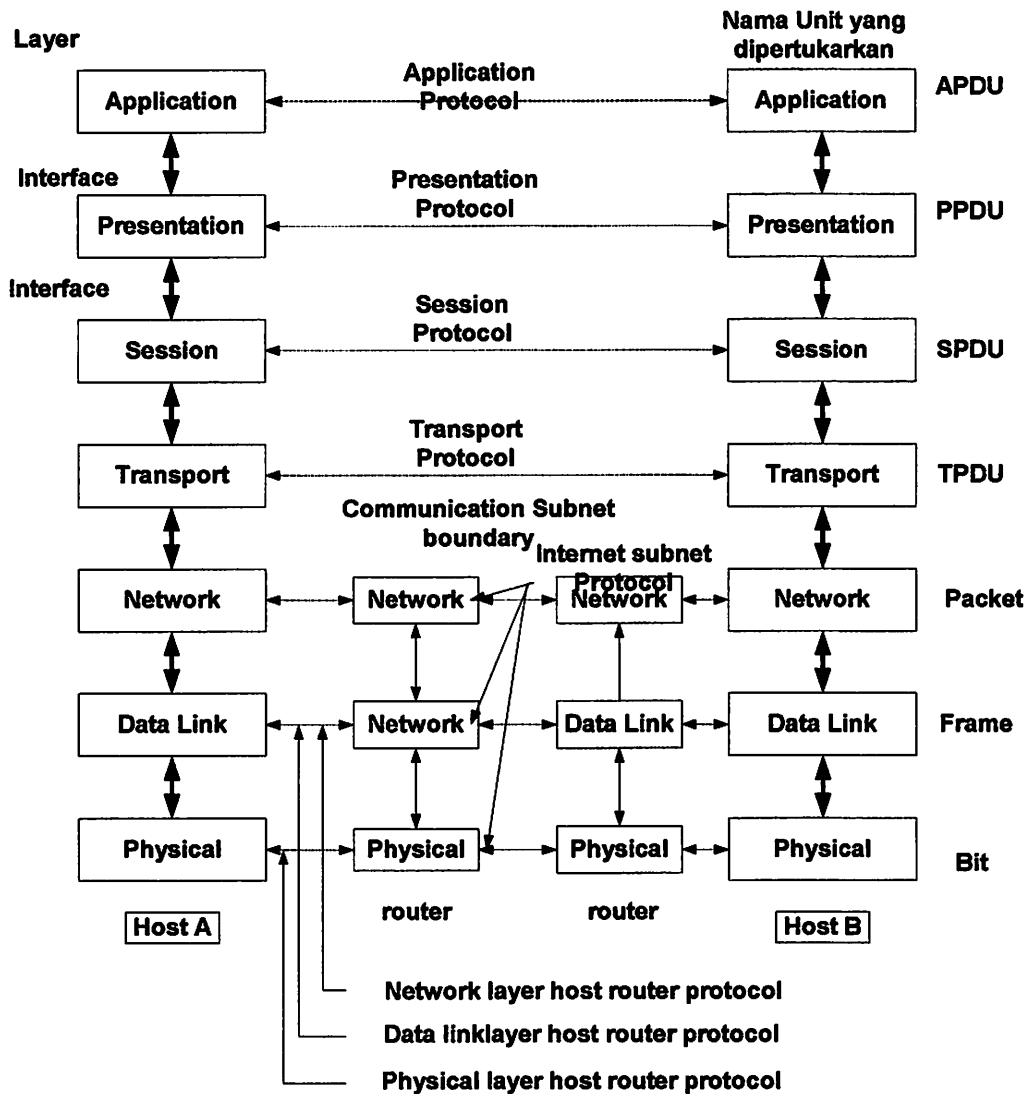 Layer
Nama Unit yang
dipertukarkan
Application
Application
Protocol
Application
APDU
Interface
Presentation
Presentation
Protocol
Presentation
PPDU
Interface
Session
Session
Protocol
Session
SPDU
Transport
Transport
Protocol
Transport
TPDU
Communication Subnet
boundary
Internet subnet
Protocol
Network
Network
Network
Network
Packet
Data Link
Network
Data Link
Data Link
Frame
Physical
Physical
Physical
Physical
Bit
Host A
router
router
Host B
Network layer host router protocol
Data linklayer host router protocol
Physical layer host router protocol